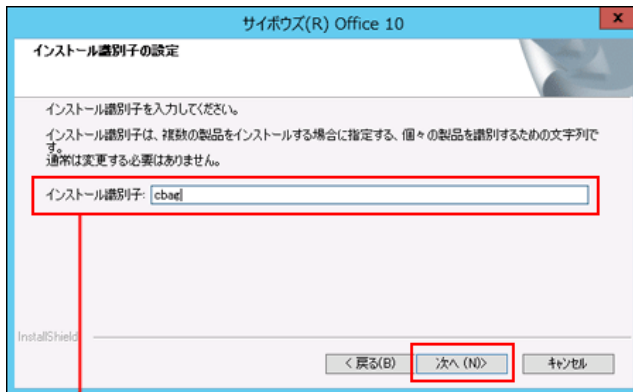 サイボウズ(R) Office 10
x
インストール識別子の設定
インストール識別子を入力してください。
インストール識別子は、複数の製品をインストールする場合に指定する、個々の製品を識別するための文字列で
す。
通常は変更する必要はありません。
インストール識別子: cbag
InstallShield
< 戻る(B)
次へ (N)>
キャンセル